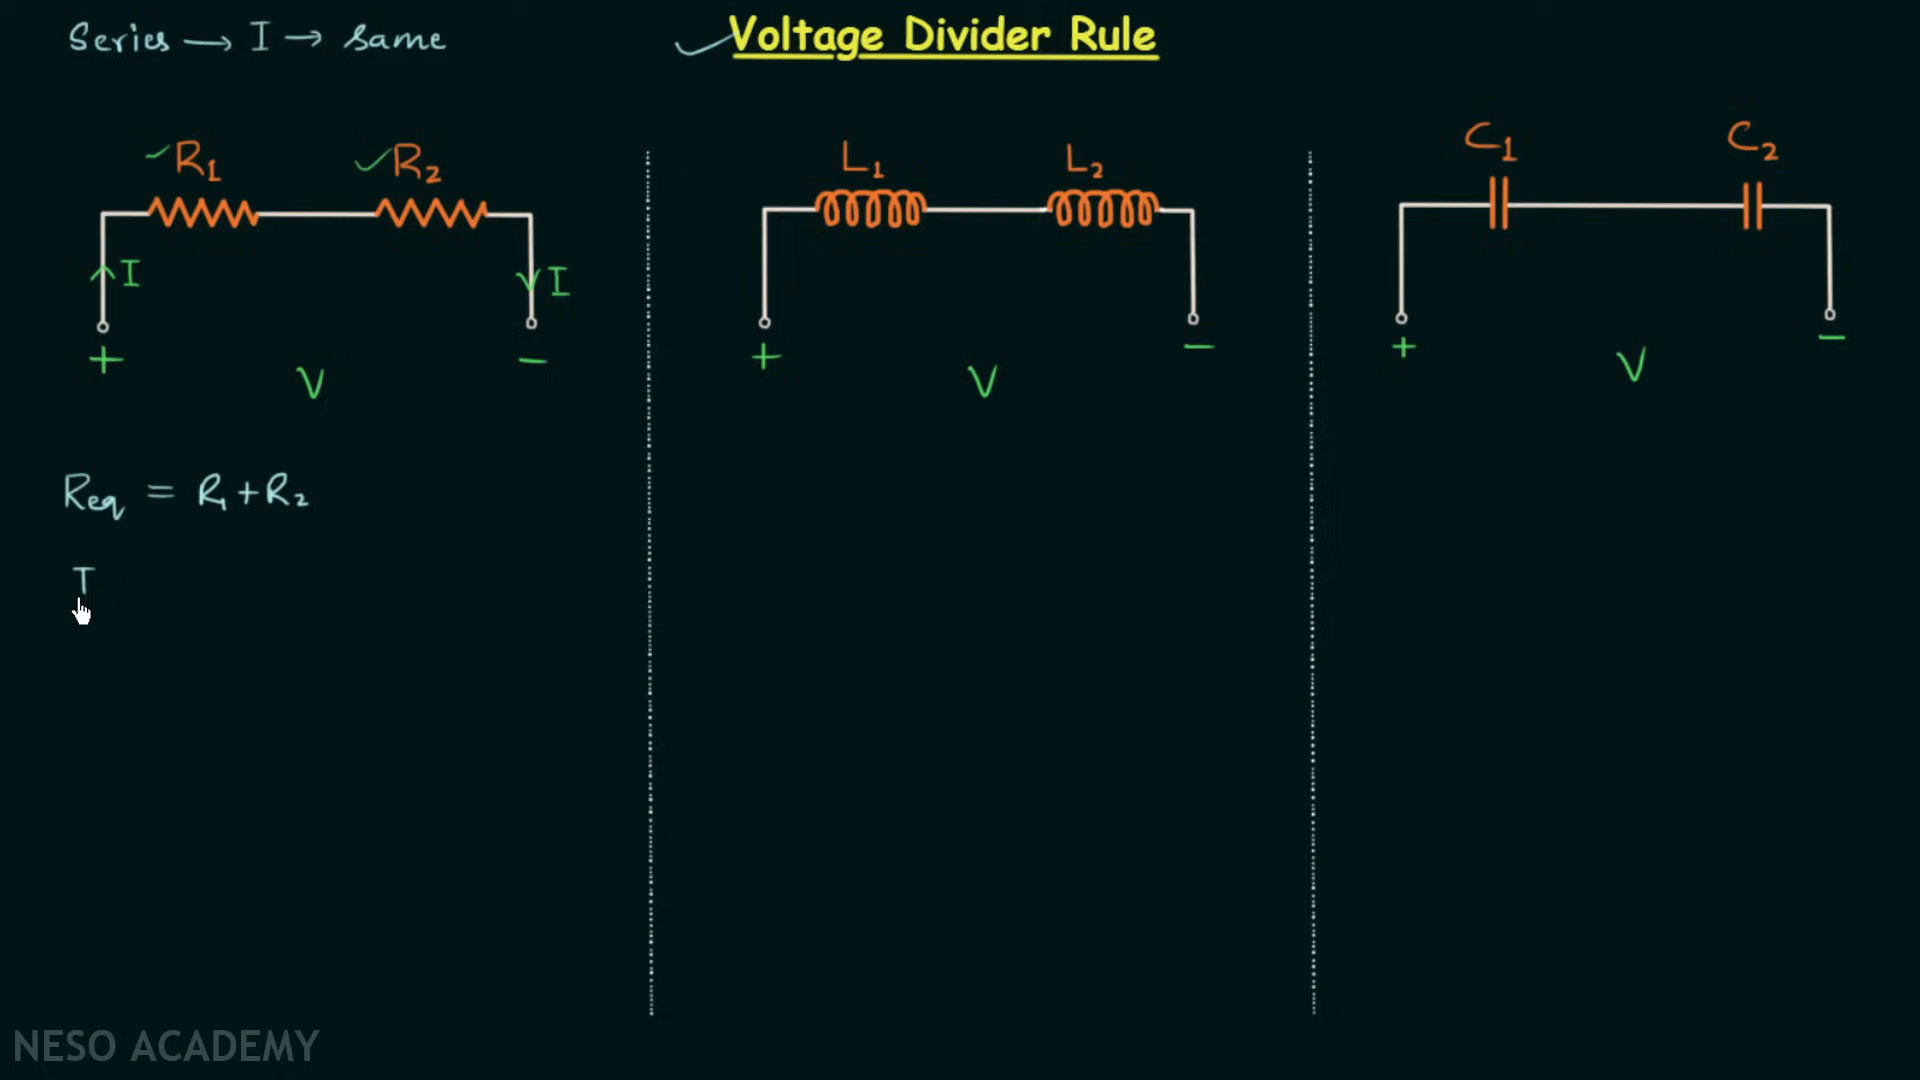 Series → I → same
Voltage Divider Rule
R1 R2
I I
+ V -
L1 L2
+ V -
C1 C2
+ V -
Req = R1 + R2
NESO ACADEMY